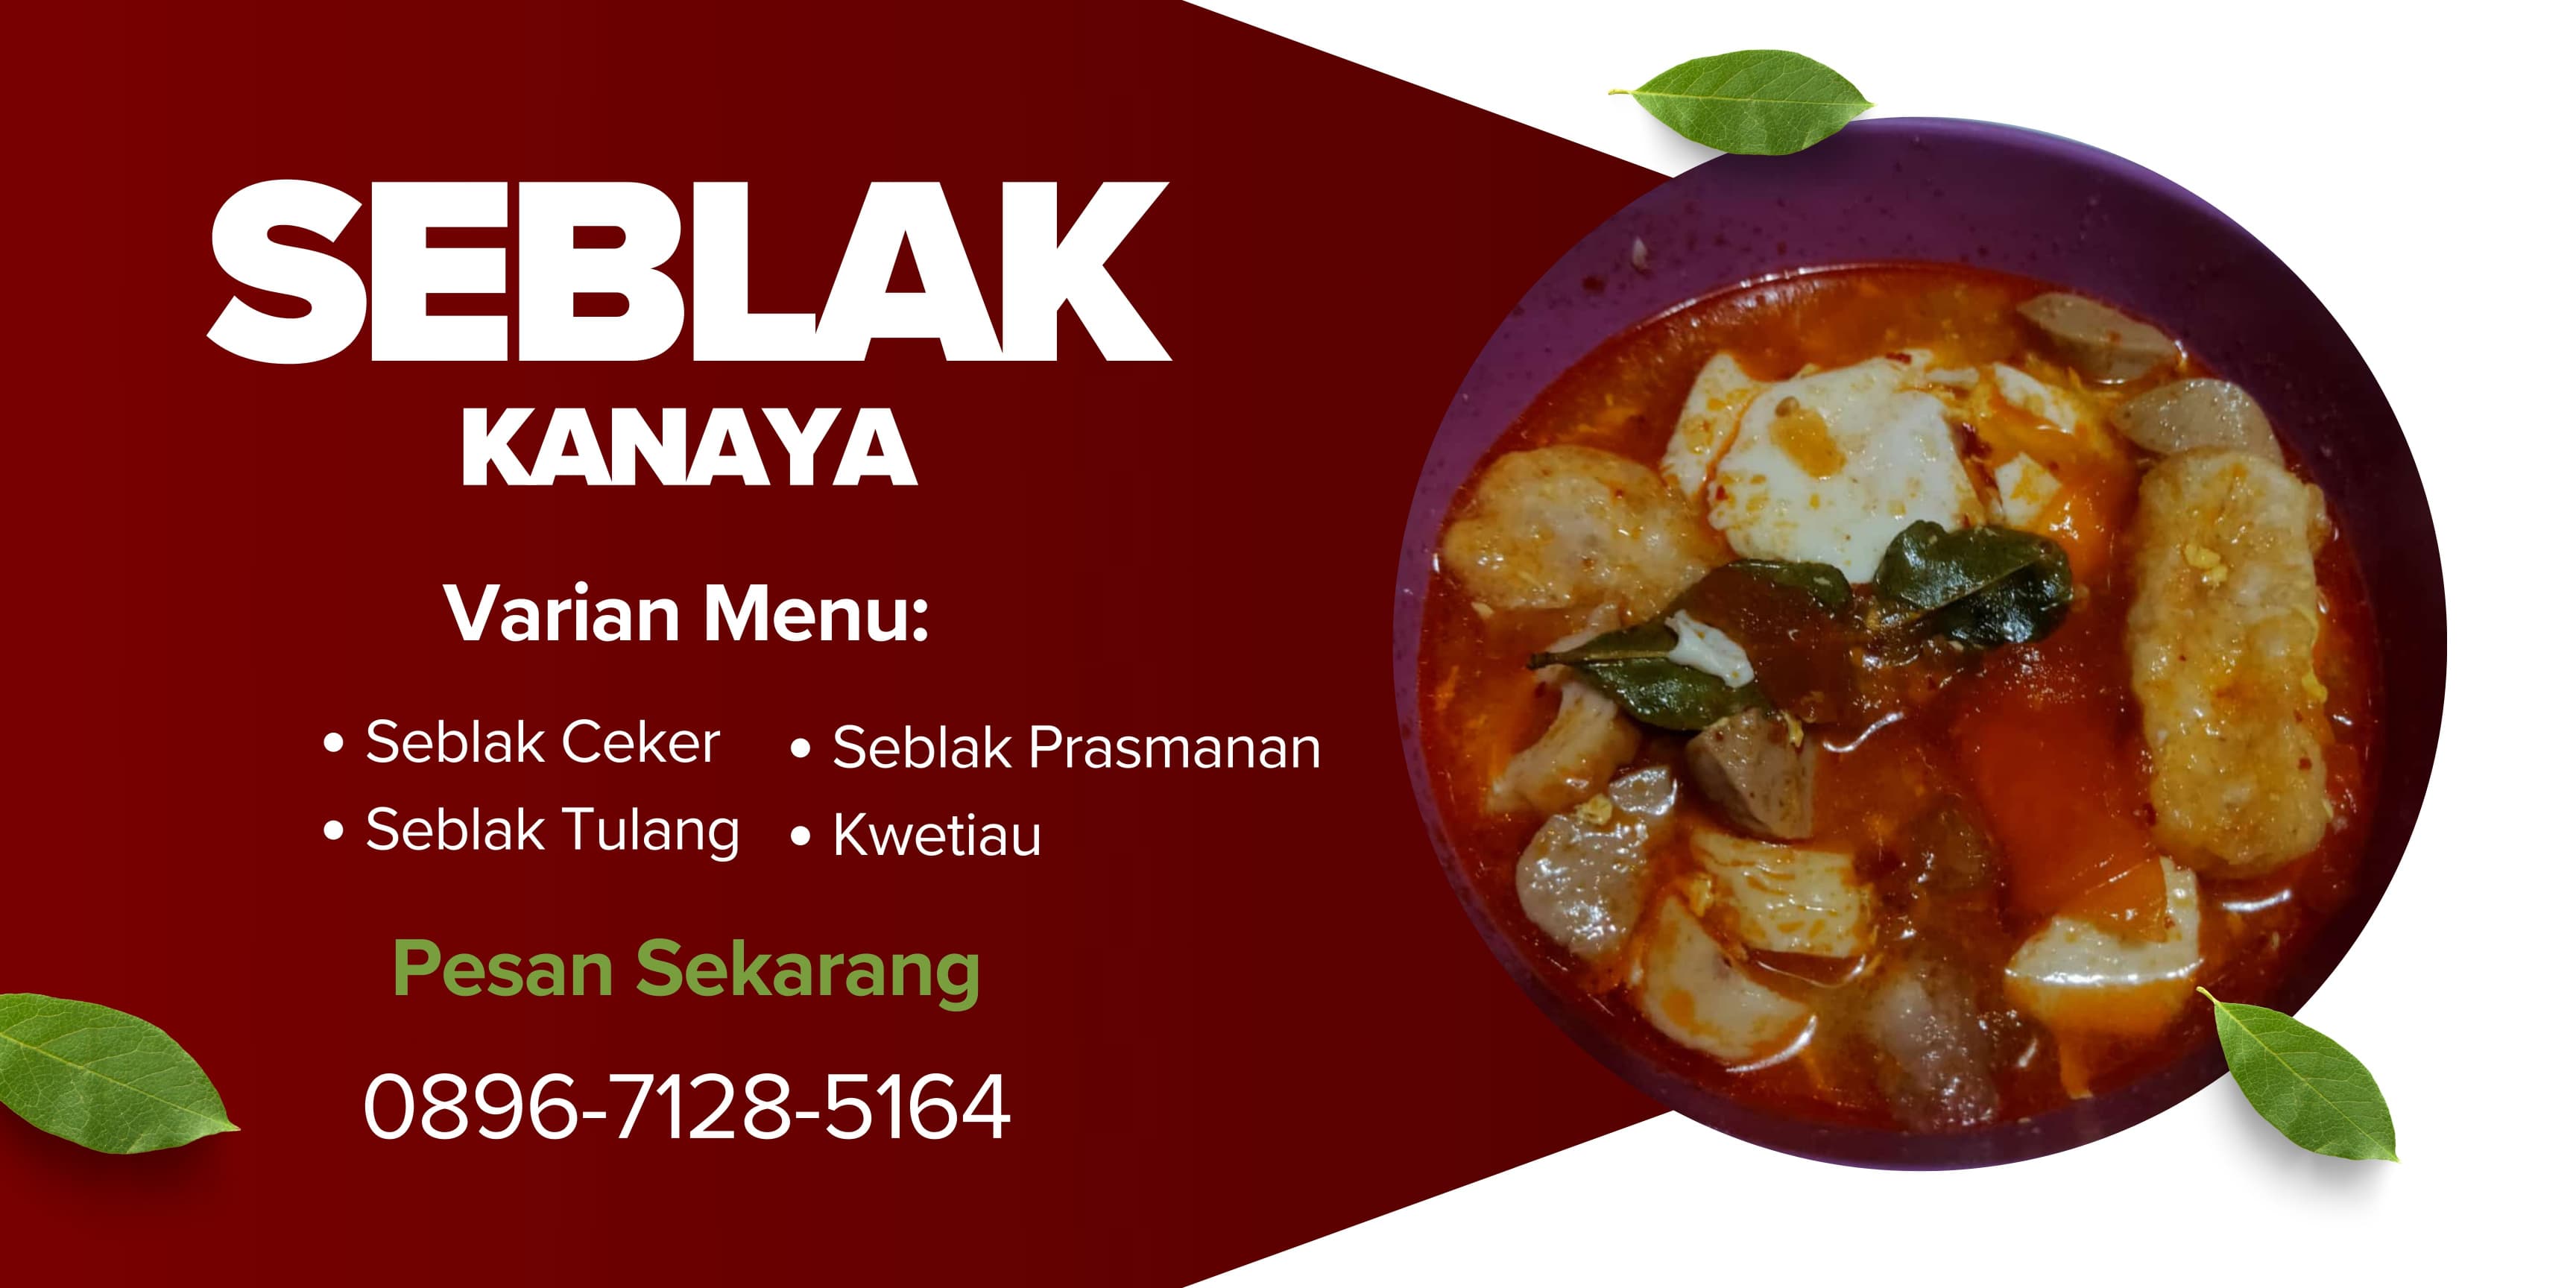 SEBLAK
KANAYA
Varian Menu:
• Seblak Ceker
• Seblak Tulang
• Seblak Prasmanan
• Kwetiau
Pesan Sekarang
0896-7128-5164